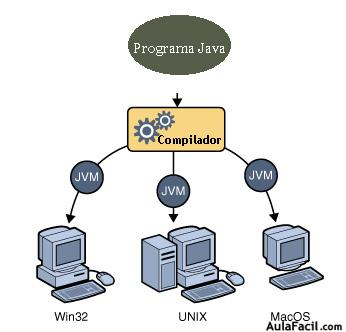 Programa Java
Compilador
JVM
JVM
JVM
Win32
UNIX
MacOS
AulaFacil.com